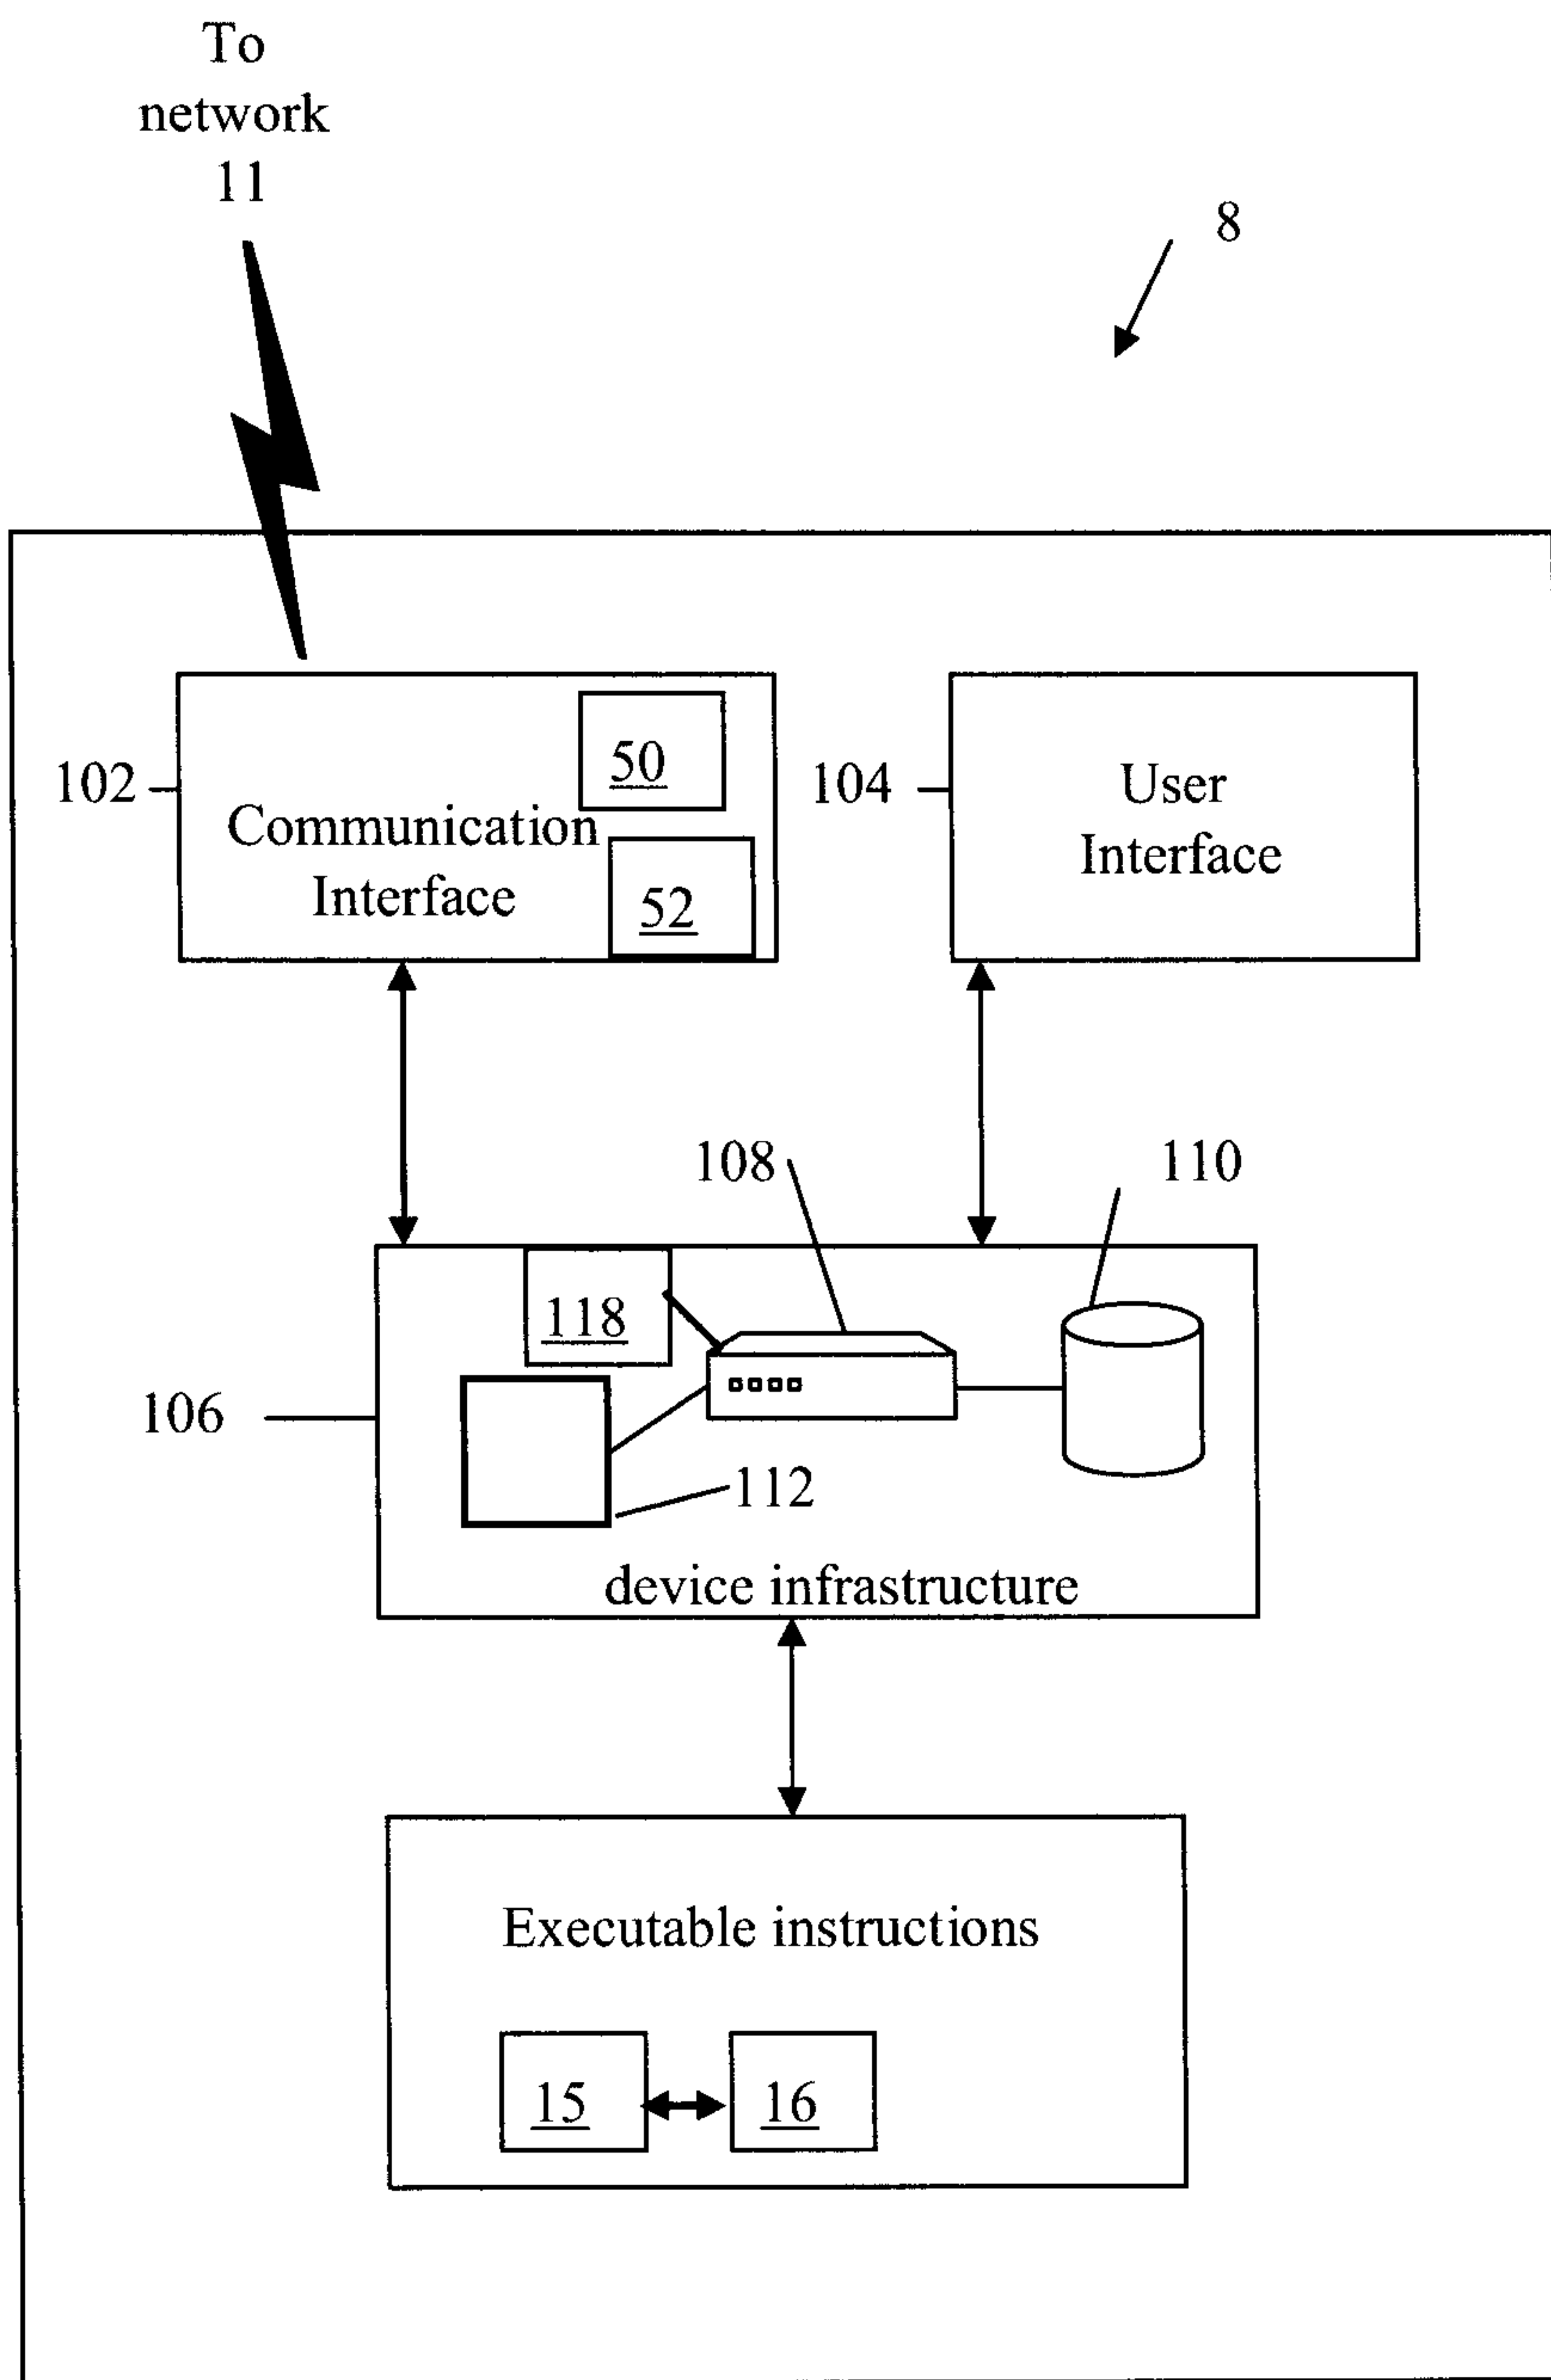 To
network
11
8
102
50
Communication
Interface
52
104
User
Interface
108
110
118
106
112
device infrastructure
Executable instructions
15
16